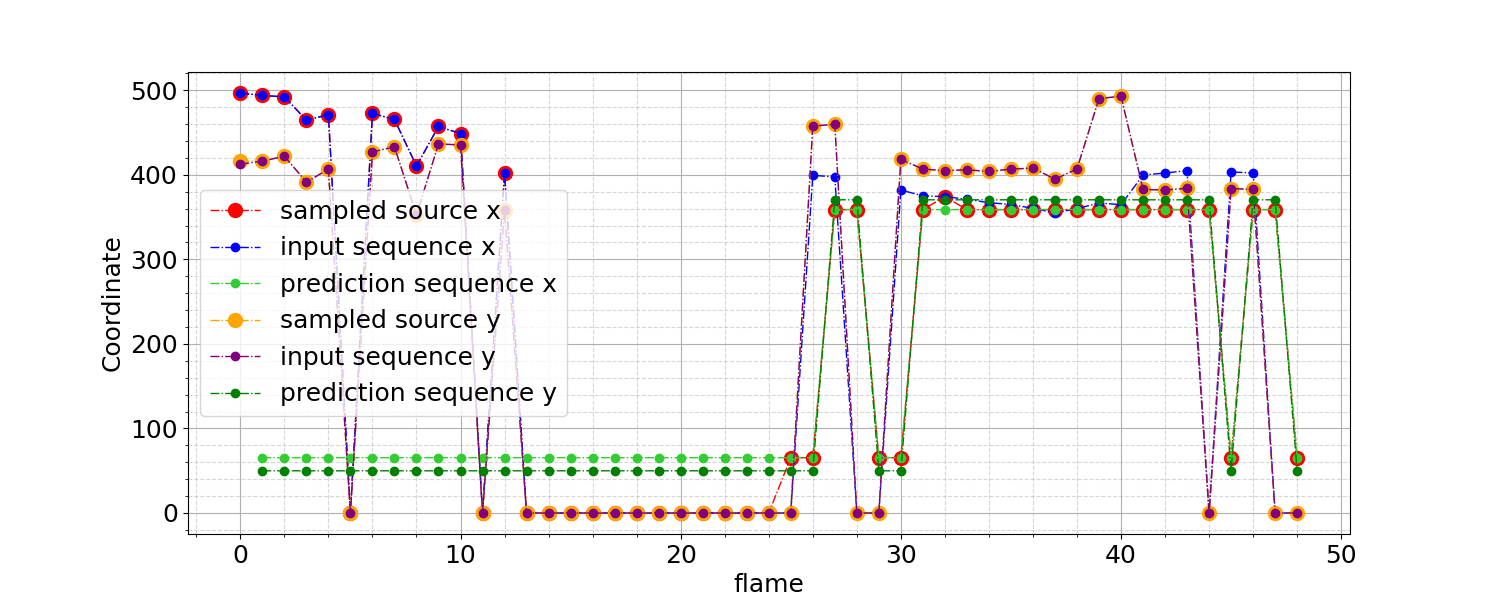 500
400
300
200
100
0
Coordinate
sampled source x
input sequence x
prediction sequence x
sampled source y
input sequence y
prediction sequence y
0 10 20 30 40 50
flame